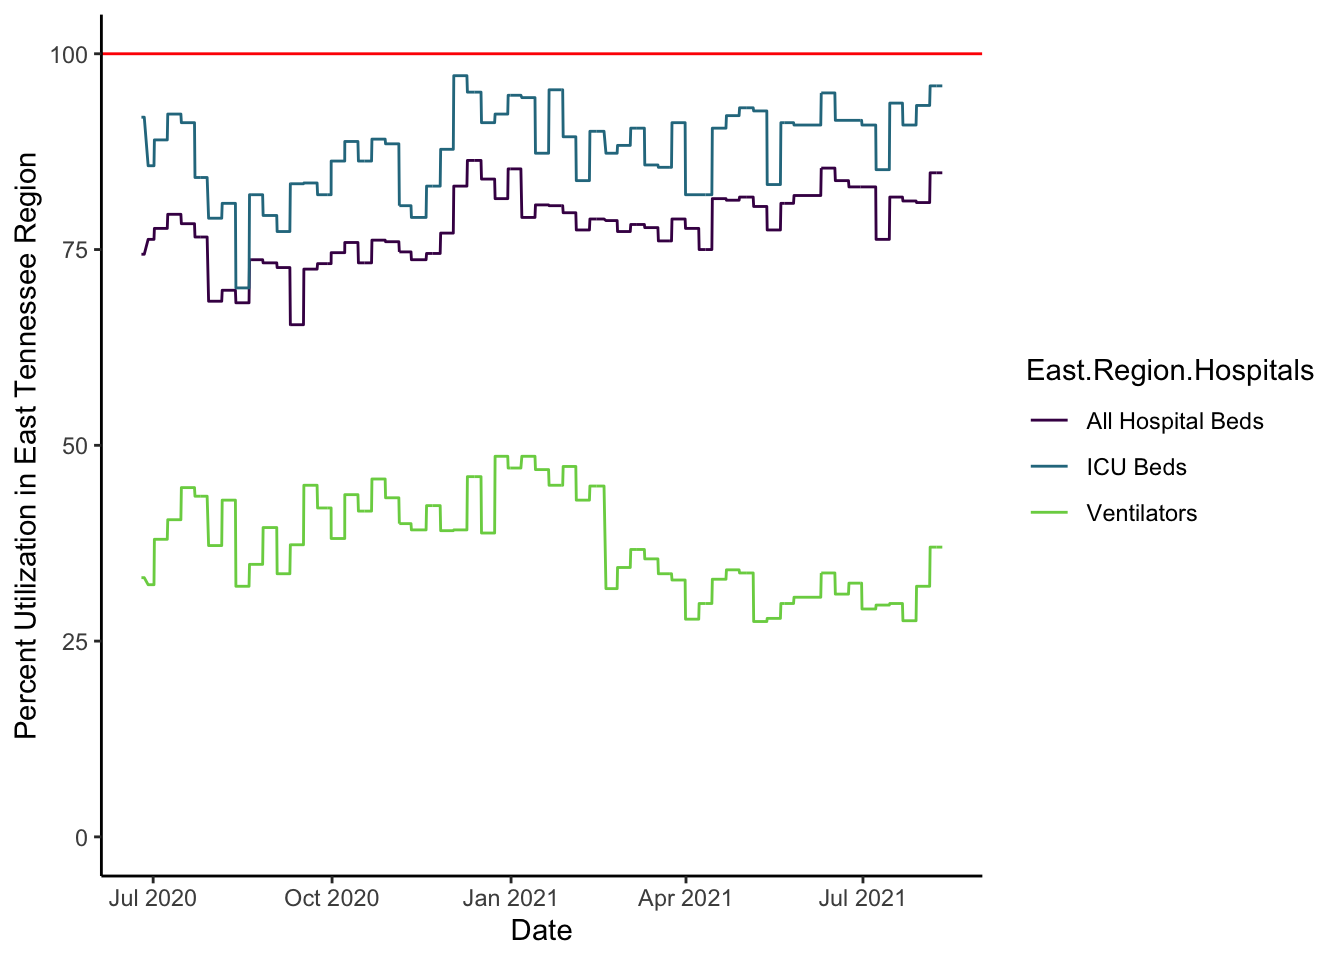 Percent Utilization in East Tennessee Region
100
75
50
25
0
Jul 2020
Oct 2020
Jan 2021
Apr 2021
Jul 2021
Date
East.Region.Hospitals
All Hospital Beds
ICU Beds
Ventilators